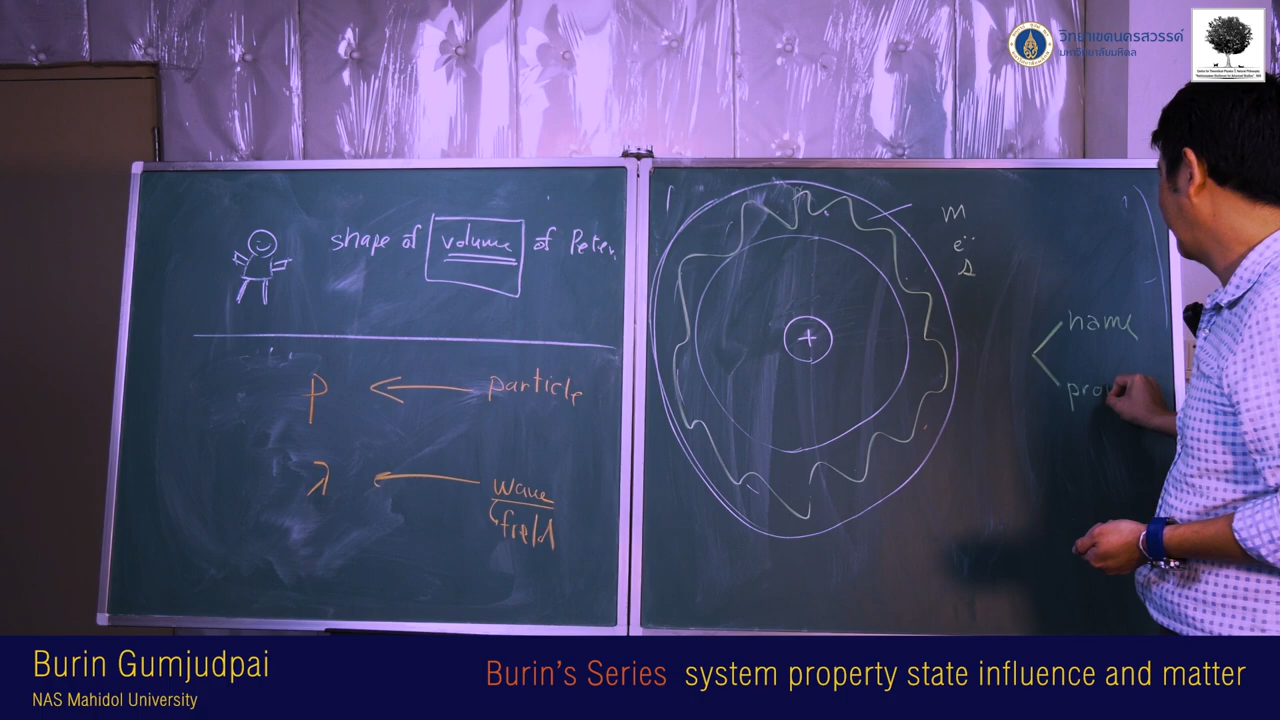 วิทยาเขตนครสวรรค์
มหาวิทยาลัยมหิดล
shape of volume of Peter
p ← particle
λ ← wave
field
+
m
e
s
name
pro
Burin Gumjudpai
NAS Mahidol University
Burin's Series system property state influence and matter